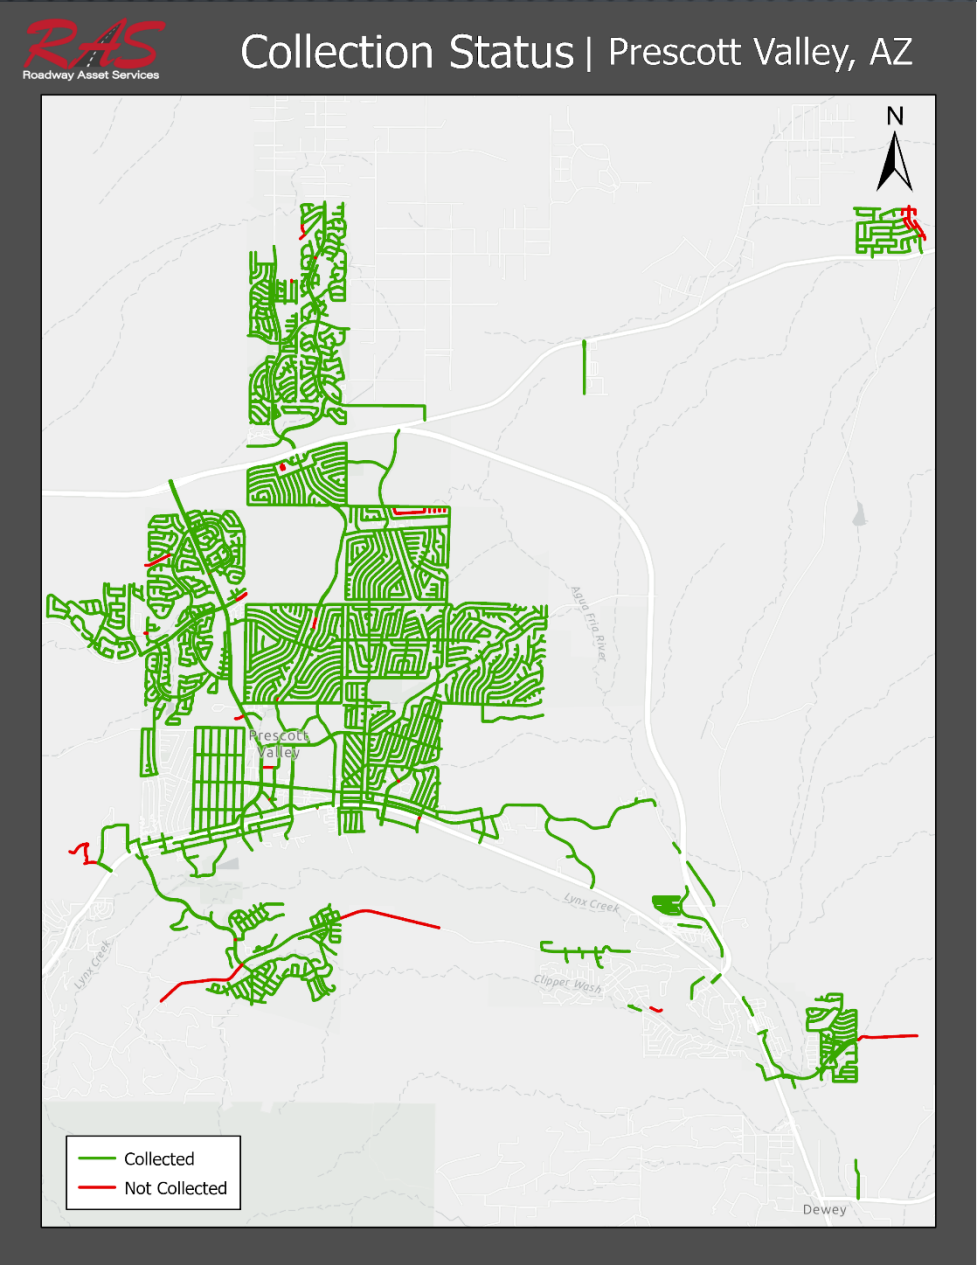 RAS
Roadway Asset Services
Collection Status | Prescott Valley, AZ
N
Agua Fria River
Prescott
Valley
Lynx Creek
Lynx Creek
Clipper Wash
Collected
Not Collected
Dewey